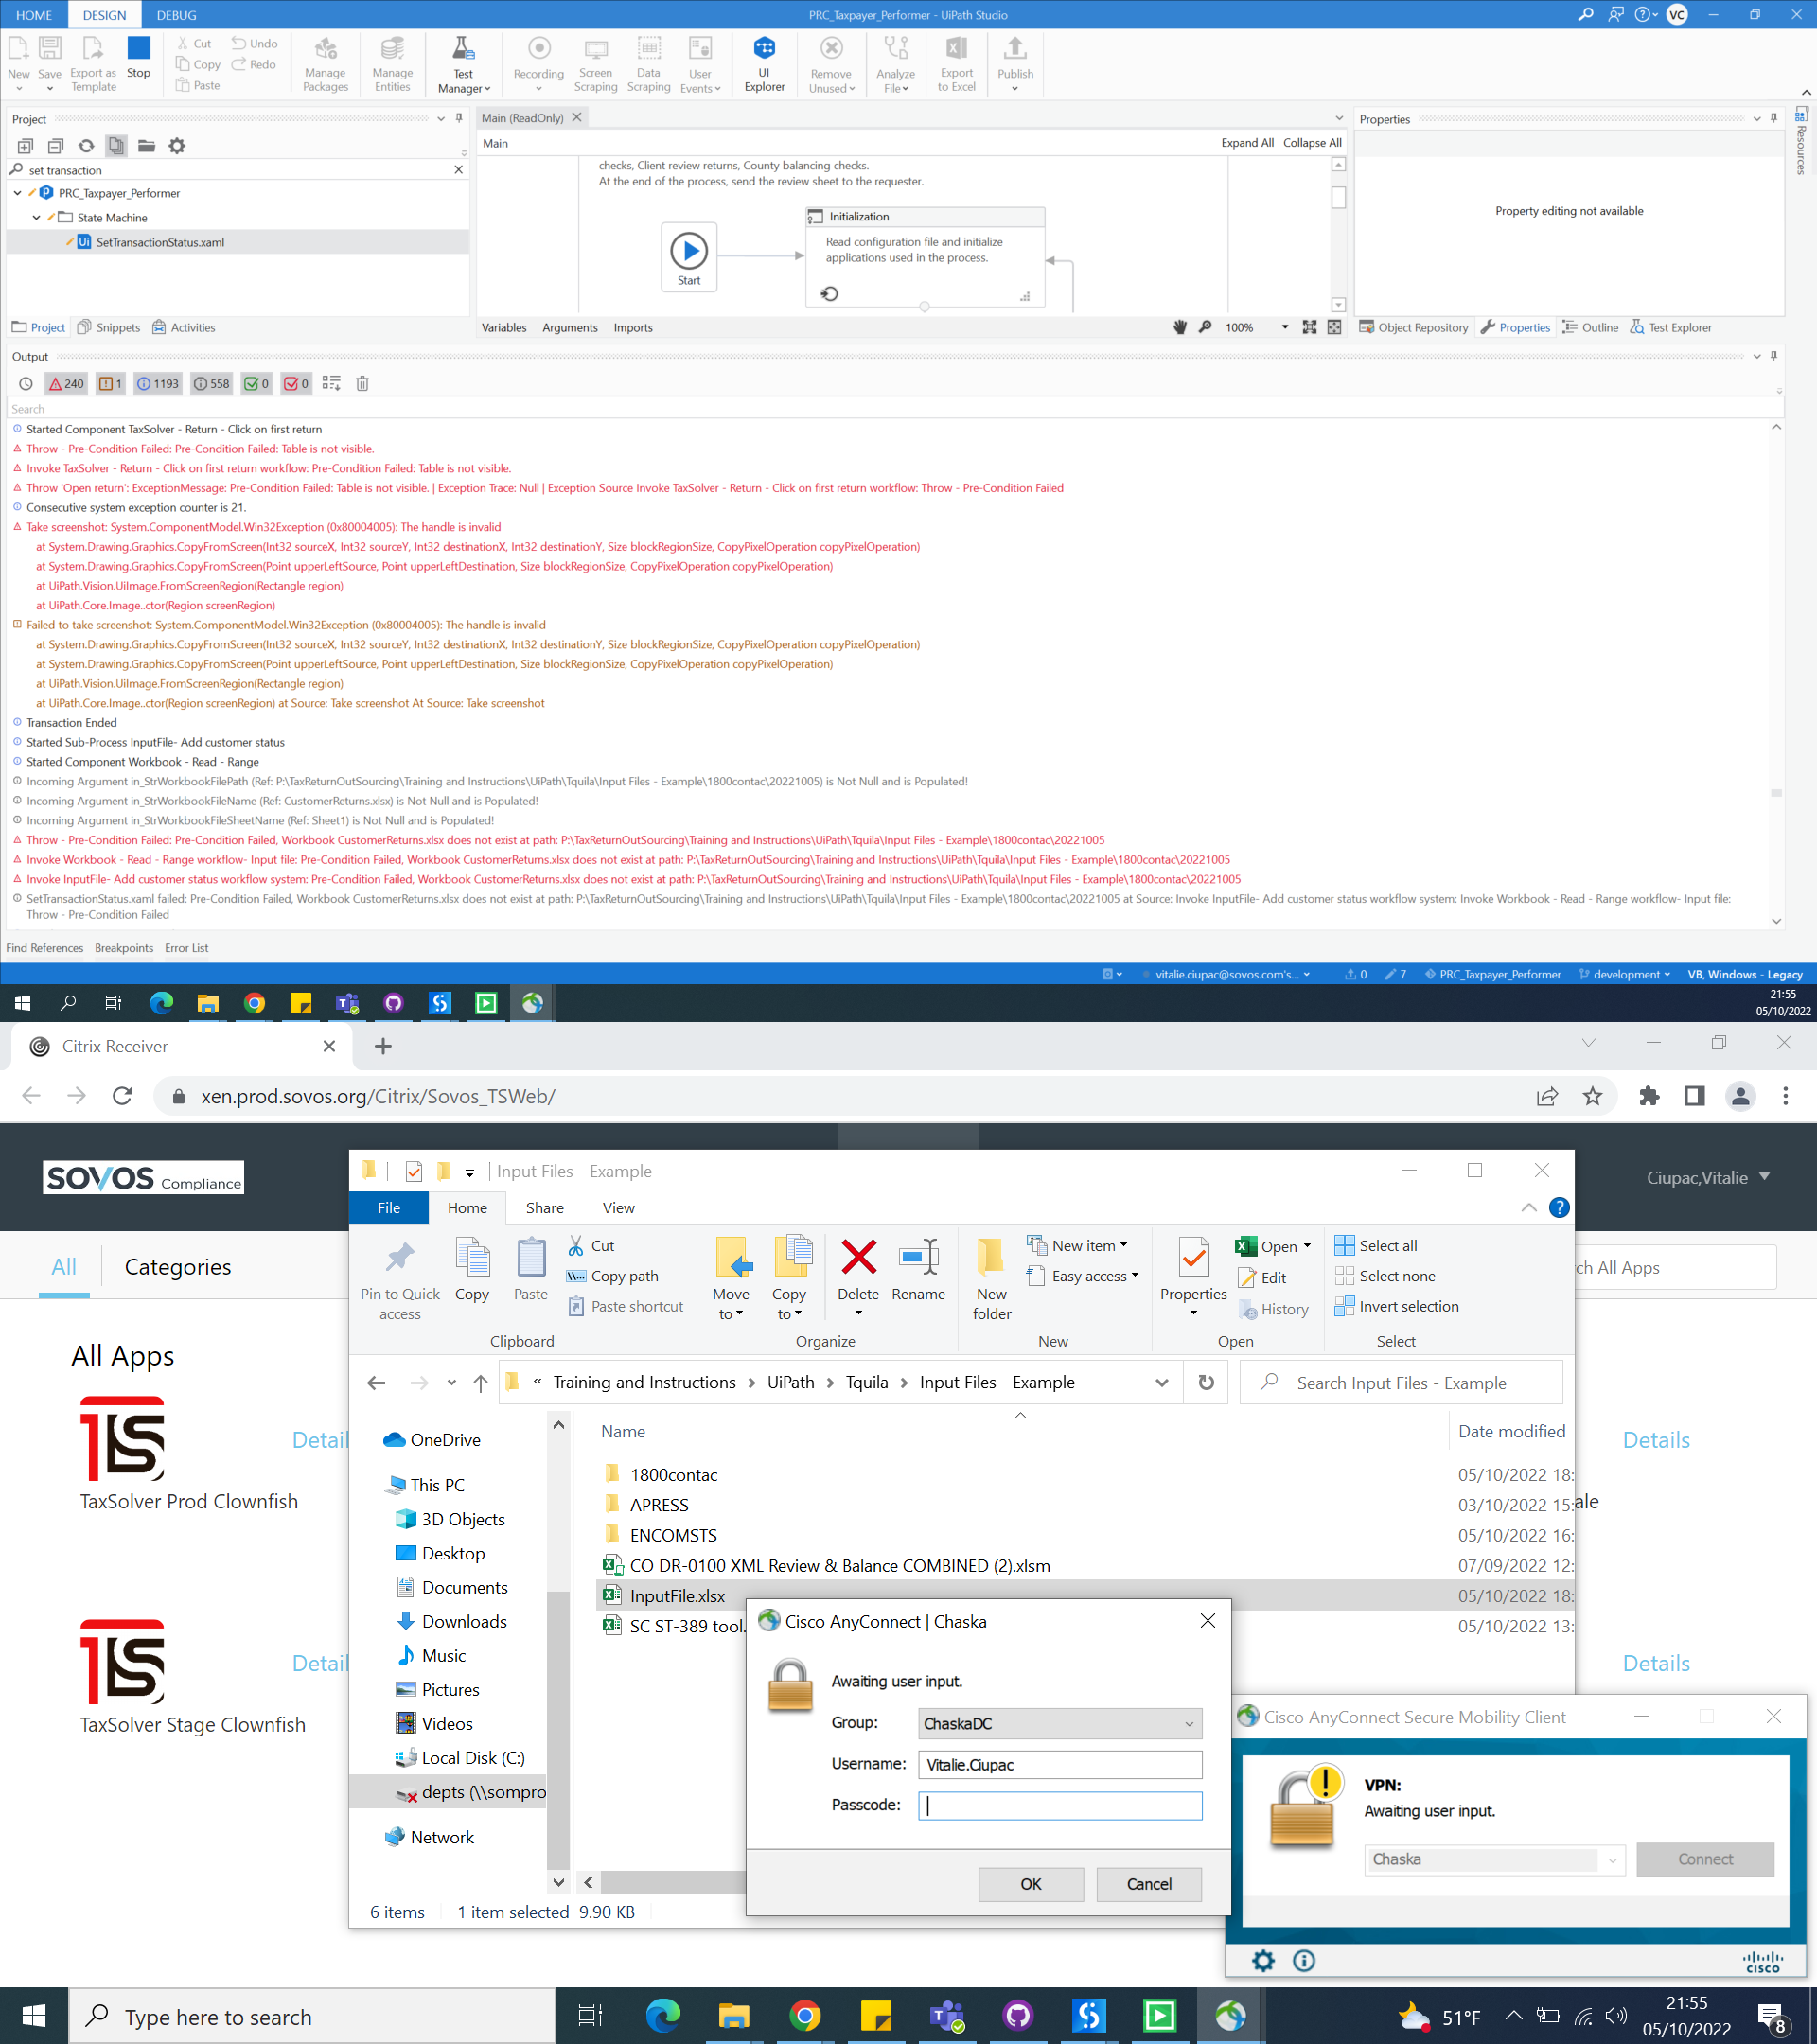 HOME DESIGN DEBUG PRC_Taxpayer_Performer - UiPath Studio VC
New Save Export as Template Stop Cut Copy Paste Undo Redo Manage Packages Manage Entities Test Manager Recording Screen Scraping Data Scraping User Events UI Explorer Remove Unused Analyze File Export to Excel Publish
Project
set transaction
PRC_Taxpayer_Performer
State Machine
SetTransactionStatus.xaml
Project Snippets Activities
Main (ReadOnly)
Main Expand All Collapse All
checks, Client review returns, County balancing checks.
At the end of the process, send the review sheet to the requester.
Start
Initialization
Read configuration file and initialize
applications used in the process.
Variables Arguments Imports 100%
Properties
Property editing not available
Resources
Object Repository Properties Outline Test Explorer
Output
240 1 1193 558 0 0
Search
Started Component TaxSolver - Return - Click on first return
Throw - Pre-Condition Failed: Pre-Condition Failed: Table is not visible.
Invoke TaxSolver - Return - Click on first return workflow: Pre-Condition Failed: Table is not visible.
Throw 'Open return': ExceptionMessage: Pre-Condition Failed: Table is not visible. | Exception Trace: Null | Exception Source Invoke TaxSolver - Return - Click on first return workflow: Throw - Pre-Condition Failed
Consecutive system exception counter is 21.
Take screenshot: System.ComponentModel.Win32Exception (0x80004005): The handle is invalid
at System.Drawing.Graphics.CopyFromScreen(Int32 sourceX, Int32 sourceY, Int32 destinationX, Int32 destinationY, Size blockRegionSize, CopyPixelOperation copyPixelOperation)
at System.Drawing.Graphics.CopyFromScreen(Point upperLeftSource, Point upperLeftDestination, Size blockRegionSize, CopyPixelOperation copyPixelOperation)
at UiPath.Vision.UiImage.FromScreenRegion(Rectangle region)
at UiPath.Core.Image..ctor(Region screenRegion)
Failed to take screenshot: System.ComponentModel.Win32Exception (0x80004005): The handle is invalid
at System.Drawing.Graphics.CopyFromScreen(Int32 sourceX, Int32 sourceY, Int32 destinationX, Int32 destinationY, Size blockRegionSize, CopyPixelOperation copyPixelOperation)
at System.Drawing.Graphics.CopyFromScreen(Point upperLeftSource, Point upperLeftDestination, Size blockRegionSize, CopyPixelOperation copyPixelOperation)
at UiPath.Vision.UiImage.FromScreenRegion(Rectangle region)
at UiPath.Core.Image..ctor(Region screenRegion) at Source: Take screenshot At Source: Take screenshot
Transaction Ended
Started Sub-Process InputFile- Add customer status
Started Component Workbook - Read - Range
Incoming Argument in_StrWorkbookFilePath (Ref: P:\TaxReturnOutSourcing\Training and Instructions\UiPath\Tquila\Input Files - Example\1800contac\20221005) is Not Null and is Populated!
Incoming Argument in_StrWorkbookFileName (Ref: CustomerReturns.xlsx) is Not Null and is Populated!
Incoming Argument in_StrWorkbookFileSheetName (Ref: Sheet1) is Not Null and is Populated!
Throw - Pre-Condition Failed: Pre-Condition Failed, Workbook CustomerReturns.xlsx does not exist at path: P:\TaxReturnOutSourcing\Training and Instructions\UiPath\Tquila\Input Files - Example\1800contac\20221005
Invoke Workbook - Read - Range workflow- Input file: Pre-Condition Failed, Workbook CustomerReturns.xlsx does not exist at path: P:\TaxReturnOutSourcing\Training and Instructions\UiPath\Tquila\Input Files - Example\1800contac\20221005
Invoke InputFile- Add customer status workflow system: Pre-Condition Failed, Workbook CustomerReturns.xlsx does not exist at path: P:\TaxReturnOutSourcing\Training and Instructions\UiPath\Tquila\Input Files - Example\1800contac\20221005
SetTransactionStatus.xaml failed: Pre-Condition Failed, Workbook CustomerReturns.xlsx does not exist at path: P:\TaxReturnOutSourcing\Training and Instructions\UiPath\Tquila\Input Files - Example\1800contac\20221005 at Source: Invoke InputFile- Add customer status workflow system: Invoke Workbook - Read - Range workflow- Input file:
Throw - Pre-Condition Failed
Find References Breakpoints Error List
vitalie.ciupac@sovos.com's... 0 7 PRC_Taxpayer_Performer development VB, Windows - Legacy
21:55
05/10/2022
Citrix Receiver
xen.prod.sovos.org/Citrix/Sovos_TSWeb/
SOVOS Compliance
Ciupac,Vitalie
All Categories
ch All Apps
All Apps
Detail
TaxSolver Prod Clownfish
Detail
TaxSolver Stage Clownfish
Details
ale
Details
Input Files - Example
File Home Share View
Pin to Quick access Copy Paste Cut Copy path Paste shortcut Move to Copy to Delete Rename New folder New item Easy access Properties Open Edit History Select all Select none Invert selection
Clipboard Organize New Open Select
« Training and Instructions > UiPath > Tquila > Input Files - Example
Search Input Files - Example
OneDrive
This PC
3D Objects
Desktop
Documents
Downloads
Music
Pictures
Videos
Local Disk (C:)
depts (\\sompro
Network
Name Date modified
1800contac 05/10/2022 18:
APRESS 03/10/2022 15:
ENCOMSTS 05/10/2022 16:
CO DR-0100 XML Review & Balance COMBINED (2).xlsm 07/09/2022 12:
InputFile.xlsx 05/10/2022 18:
SC ST-389 tool. 05/10/2022 13:
6 items 1 item selected 9.90 KB
Cisco AnyConnect | Chaska
Awaiting user input.
Group: ChaskaDC
Username: Vitalie.Ciupac
Passcode:
OK Cancel
Cisco AnyConnect Secure Mobility Client
VPN:
Awaiting user input.
Chaska Connect
CISCO
Type here to search
51°F
21:55
05/10/2022
8